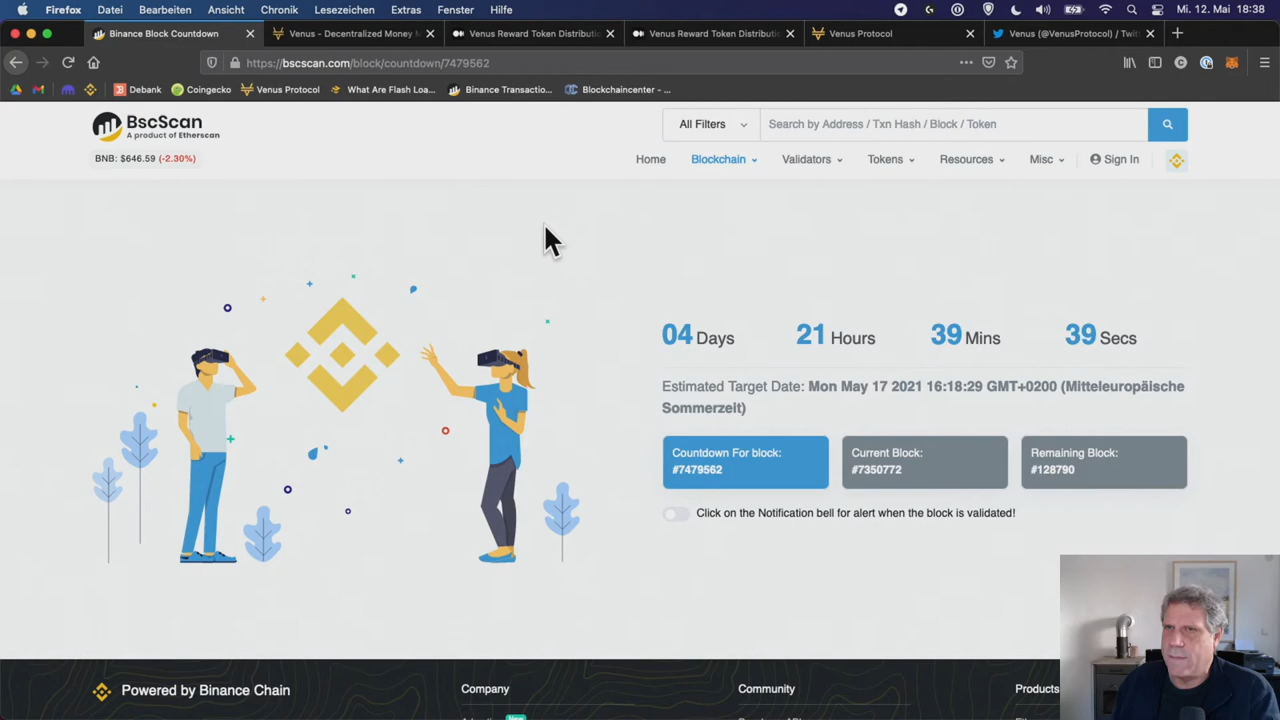 Firefox Datei Bearbeiten Ansicht Chronik Lesezeichen Extras Fenster Hilfe Mi. 12. Mai 18:38
Binance Block Countdown Venus - Decentralized Money M Venus Reward Token Distributi Venus Reward Token Distributi Venus Protocol Venus (@VenusProtocol) / Twit
https://bscscan.com/block/countdown/7479562
Debank Coingecko Venus Protocol What Are Flash Loa... Binance Transactio... Blockchaincenter - ...
BscScan
A product of Etherscan
All Filters Search by Address / Txn Hash / Block / Token
BNB: $646.59 (-2.30%)
Home Blockchain Validators Tokens Resources Misc Sign In
04 Days 21 Hours 39 Mins 39 Secs
Estimated Target Date: Mon May 17 2021 16:18:29 GMT+0200 (Mitteleuropäische
Sommerzeit)
Countdown For block: Current Block: Remaining Block:
#7479562 #7350772 #128790
Click on the Notification bell for alert when the block is validated!
Powered by Binance Chain Company Community Products